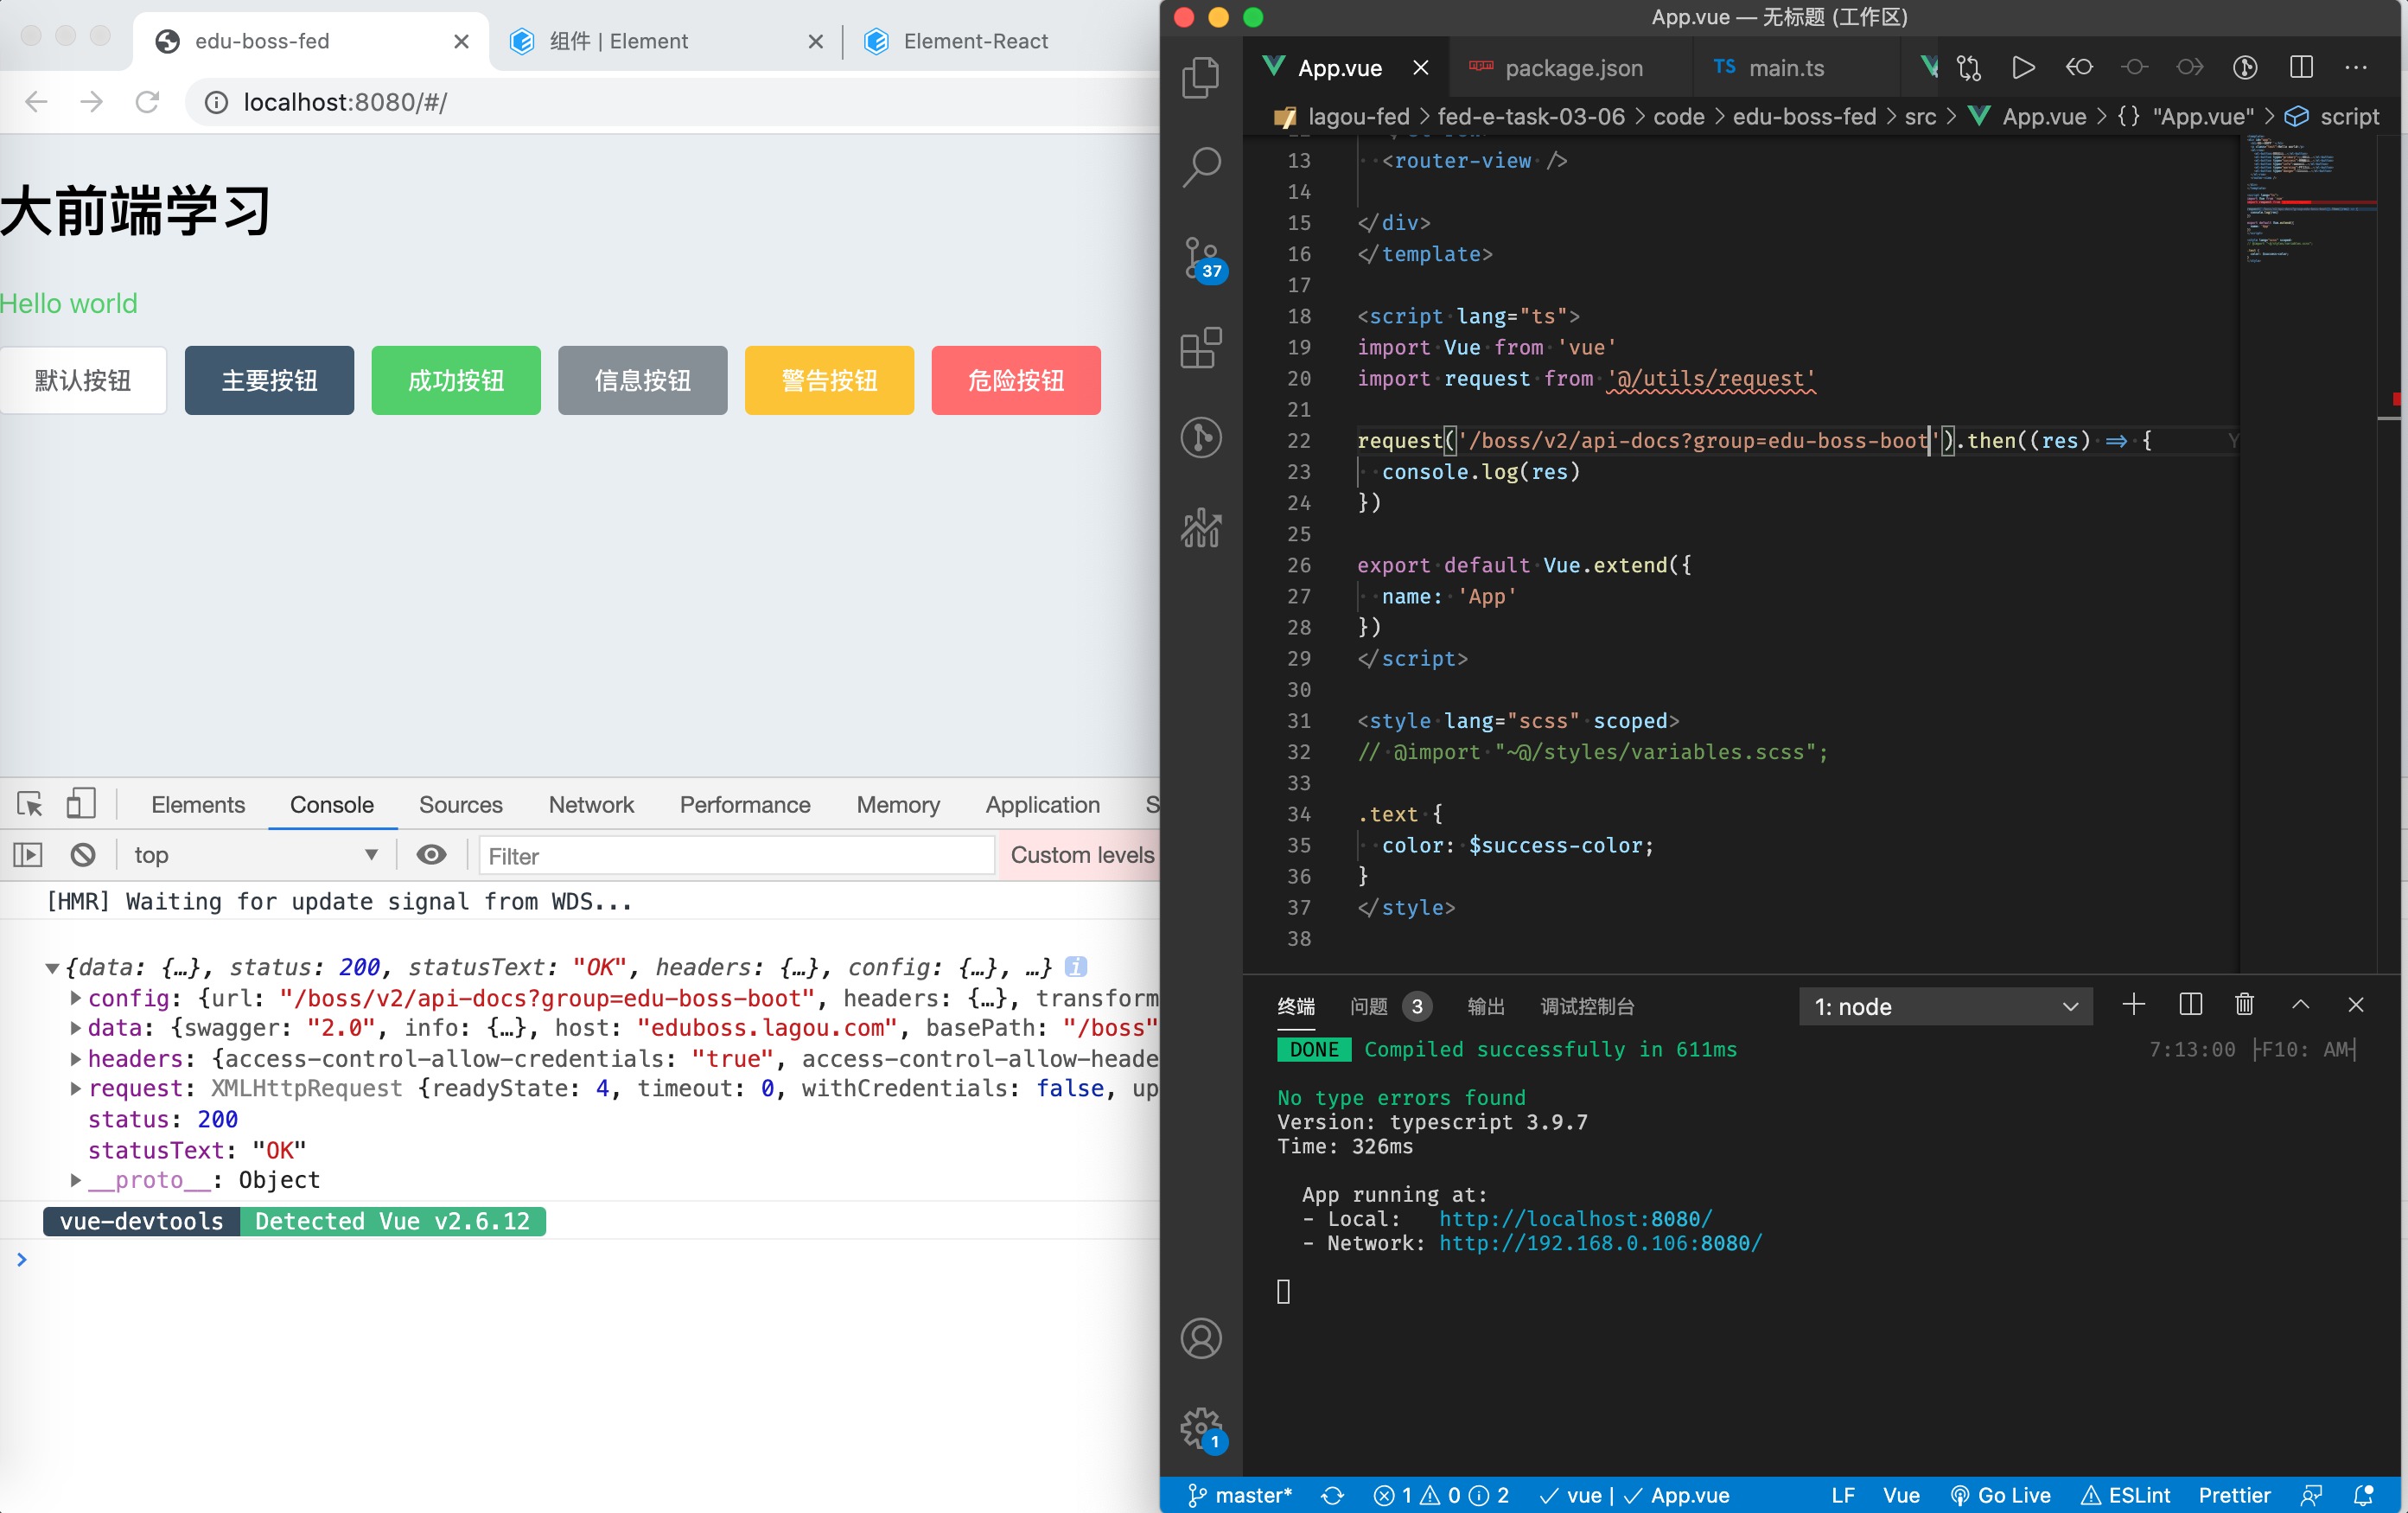 edu-boss-fed
组件 | Element
Element-React
localhost:8080/#/
大前端学习
Hello world
默认按钮
主要按钮
成功按钮
信息按钮
警告按钮
危险按钮
Elements
Console
Sources
Network
Performance
Memory
Application
S
top
Filter
Custom levels
[HMR] Waiting for update signal from WDS...
{data: {…}, status: 200, statusText: "OK", headers: {…}, config: {…}, …}
config: {url: "/boss/v2/api-docs?group=edu-boss-boot", headers: {…}, transform
data: {swagger: "2.0", info: {…}, host: "eduboss.lagou.com", basePath: "/boss"
headers: {access-control-allow-credentials: "true", access-control-allow-heade
request: XMLHttpRequest {readyState: 4, timeout: 0, withCredentials: false, up
status: 200
statusText: "OK"
__proto__: Object
vue-devtools Detected Vue v2.6.12
App.vue — 无标题 (工作区)
App.vue
package.json
TS main.ts
lagou-fed > fed-e-task-03-06 > code > edu-boss-fed > src > App.vue > {} "App.vue" > script
37
13 <router-view />
14
15 </div>
16 </template>
17
18 <script lang="ts">
19 import Vue from 'vue'
20 import request from '@/utils/request'
21
22 request('/boss/v2/api-docs?group=edu-boss-boot').then((res) => {
23 console.log(res)
24 })
25
26 export default Vue.extend({
27 name: 'App'
28 })
29 </script>
30
31 <style lang="scss" scoped>
32 // @import "~@/styles/variables.scss";
33
34 .text {
35 color: $success-color;
36 }
37 </style>
38
终端
问题 3
输出
调试控制台
1: node
DONE Compiled successfully in 611ms
7:13:00 ├F10: AM┤
No type errors found
Version: typescript 3.9.7
Time: 326ms
App running at:
- Local: http://localhost:8080/
- Network: http://192.168.0.106:8080/
1
master* 1 0 2 vue | App.vue
LF Vue Go Live ESLint Prettier